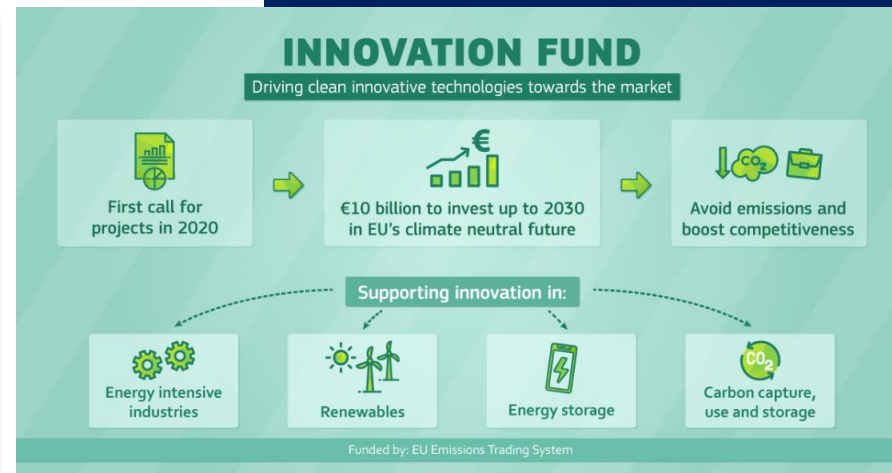 INNOVATION FUND
Driving clean innovative technologies towards the market
First call for
projects in 2020
€
€10 billion to invest up to 2030
in EU's climate neutral future
CO2
Avoid emissions and
boost competitiveness
Supporting innovation in:
Energy intensive
industries
Renewables
Energy storage
CO2
Carbon capture,
use and storage
Funded by: EU Emissions Trading System